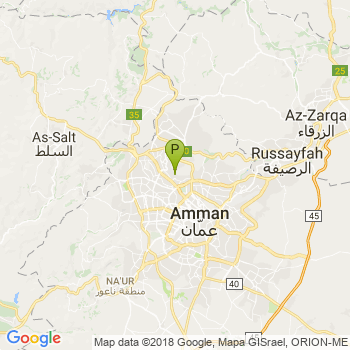 25
35
Az-Zarqa
الزرقاء
As-Salt
السلط
P
Russayfah
الرصيفة
Amman
عمان
45
NA'UR
منطقة ناعور
40
35
Google
Map data ©2018 Google, Mapa GISrael, ORION-ME